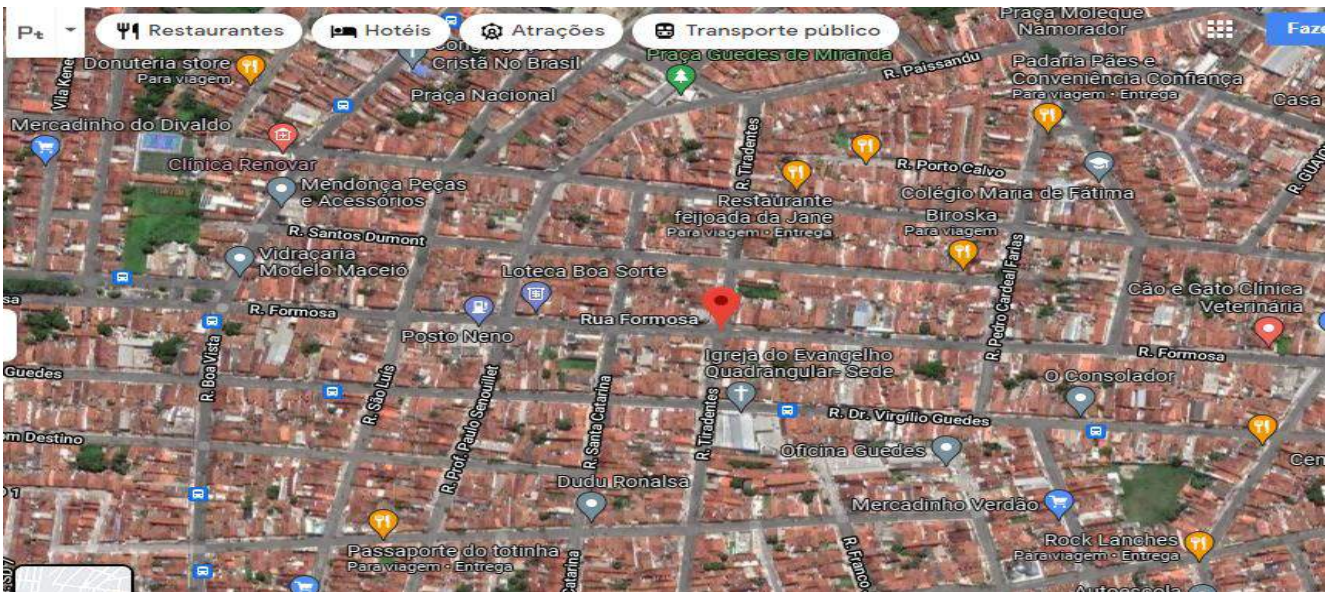 Restaurantes
Hotéis
Atrações
Transporte público
Praça Moleque
Namorador
Faze
Donuteria store
Para viagem
Vila Kene
Cristã No Brasil
Praça Nacional
Praça Guedes de Miranda
R. Paissandu
Padaria Pães e
Conveniência Confiança
Para viagem • Entrega
Casa
Mercadinho do Divaldo
Clínica Renovar
Mendonça Peças
e Acessórios
R. Tiradentes
R. Porto Calvo
Colégio Maria de Fátima
Restaurante
feijoada da Jane
Para viagem • Entrega
Biroska
Para viagem
R. Santos Dumont
Vidraçaria
Modelo Maceió
Loteca Boa Sorte
R. Pedro Cardeal Farias
Cão e Gato Clínica
Veterinária
sa
R. Formosa
Posto Neno
Rua Formosa
R. Formosa
Guedes
R. Boa Vista
R. São Luís
R. Prof. Paulo Senouillet
R. Santa Catarina
Igreja do Evangelho
Quadrangular- Sede
R. Tiradentes
O Consolador
R. Dr. Virgílio Guedes
om Destino
Oficina Guedes
Cen
Dudu Ronalsa
Mercadinho Verdão
Passaporte do totinha
Para viagem • Entrega
Catarina
R. Franco
Rock Lanches
Para viagem • Entrega
Autoescola